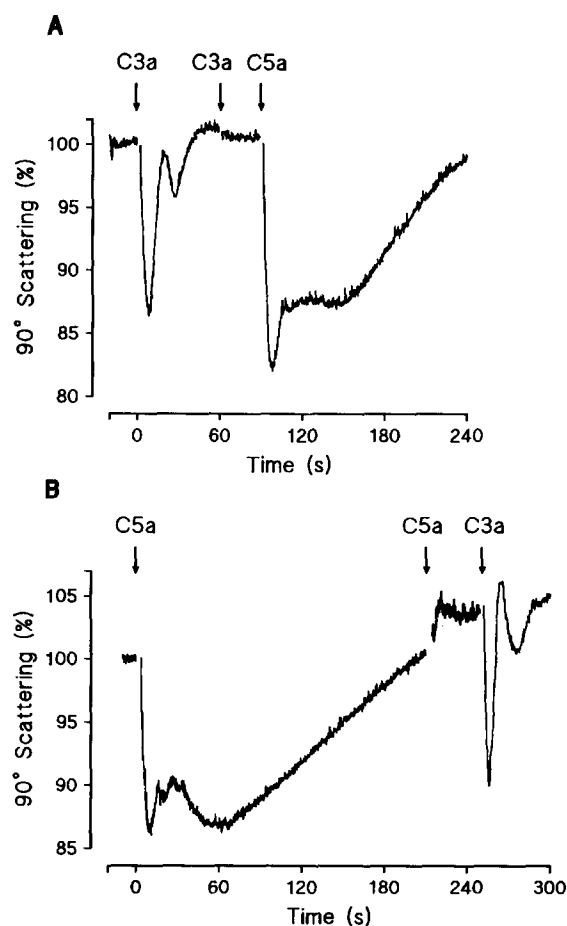 A
C3a C3a C5a
100
95
90
85
80
90° Scattering (%)
0 60 120 180 240
Time (s)
B
C5a C5a C3a
105
100
95
90
85
90° Scattering (%)
0 60 120 180 240 300
Time (s)